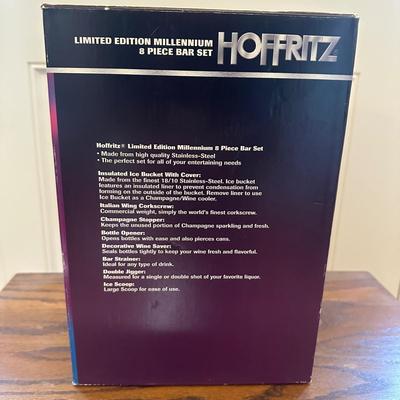 LIMITED EDITION MILLENNIUM
8 PIECE BAR SET
HOFFRITZ
Hoffritz® Limited Edition Millennium 8 Piece Bar Set
• Made from high quality Stainless-Steel
• The perfect set for all of your entertaining needs
Insulated Ice Bucket With Cover:
Made from the finest 18/10 Stainless-Steel. Ice bucket
features an insulated liner to prevent condensation from
forming on the outside of the bucket. Remove liner to use
Ice Bucket as a Champagne/Wine cooler.
Italian Wing Corkscrew:
Commercial weight, simply the world's finest corkscrew.
Champagne Stopper:
Keeps the unused portion of Champagne sparkling and fresh.
Bottle Opener:
Opens bottles with ease and also pierces cans.
Decorative Wine Saver:
Seals bottles tightly to keep your wine fresh and flavorful.
Bar Strainer:
Ideal for any type of drink.
Double Jigger:
Measured for a single or double shot of your favorite liquor.
Ice Scoop:
Large Scoop for ease of use.